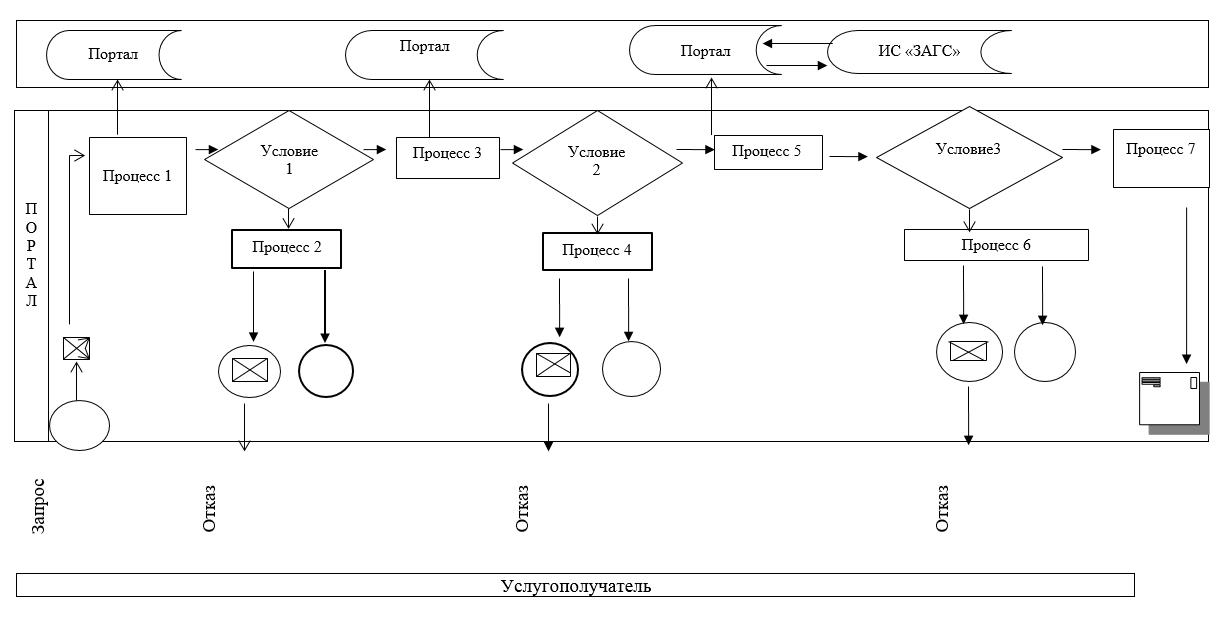 Портал
Портал
Портал
ИС «ЗАГС»
ПОРТАЛ
Процесс 1
Условие
1
Процесс 3
Условие
2
Процесс 5
Условие3
Процесс 7
Процесс 2
Процесс 4
Процесс 6
Запрос
Отказ
Отказ
Отказ
Услугополучатель